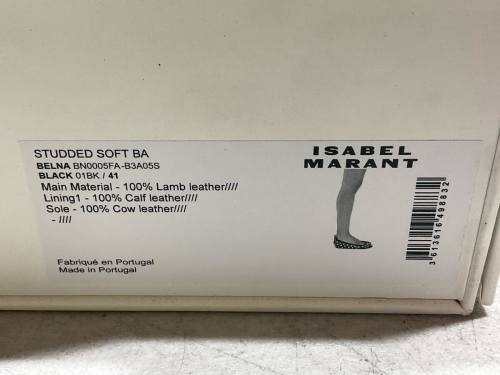 STUDDED SOFT BA
BELNA BN0005FA-B3A05S
BLACK 01BK / 41
Main Material - 100% Lamb leather////
Lining1 - 100% Calf leather////
Sole - 100% Cow leather////
- ////
Fabriqué en Portugal
Made in Portugal
ISABEL
MARANT
3613616498832